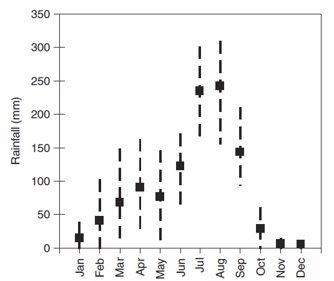 350
300
250
200
150
100
50
0
Rainfall (mm)
Jan
Feb
Mar
Apr
May
Jun
Jul
Aug
Sep
Oct
Nov
Dec